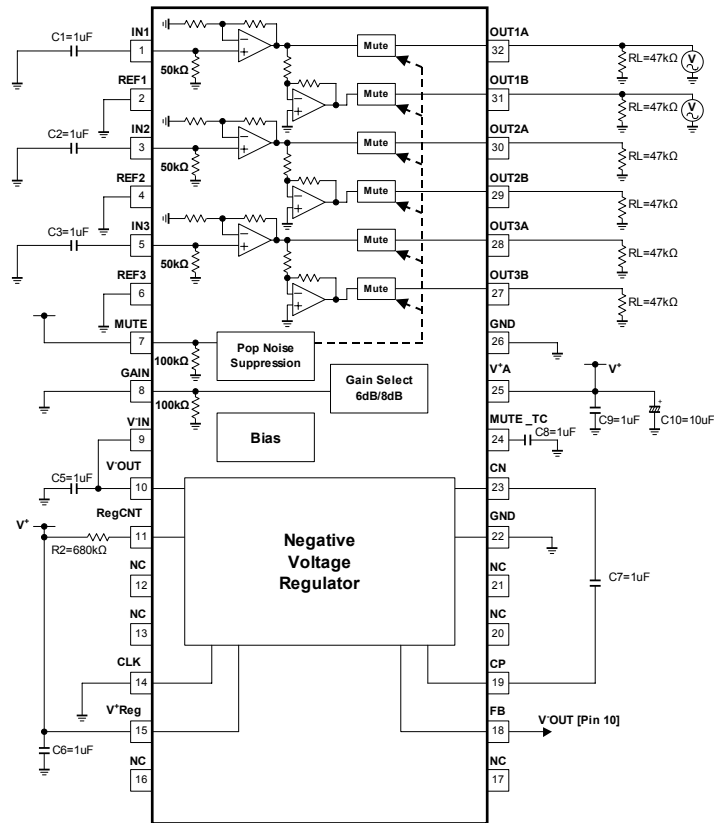 C1=1uF
IN1
1
50kΩ
REF1
2
C2=1uF
IN2
3
50kΩ
REF2
4
C3=1uF
IN3
5
50kΩ
REF3
6
MUTE
7
100kΩ
GAIN
8
100kΩ
V-IN
9
V-OUT
C5=1uF
10
V+
RegCNT
R2=680kΩ
11
NC
12
NC
13
CLK
14
V+Reg
C6=1uF
15
NC
16
Mute
Mute
Mute
Mute
Mute
Mute
Pop Noise
Suppression
Gain Select
6dB/8dB
Bias
Negative
Voltage
Regulator
OUT1A
32
RL=47kΩ
V
OUT1B
31
RL=47kΩ
V
OUT2A
30
RL=47kΩ
OUT2B
29
RL=47kΩ
OUT3A
28
RL=47kΩ
OUT3B
27
RL=47kΩ
GND
26
V+A
25
V+
C9=1uF
+
C10=10uF
MUTE_TC
24
C8=1uF
CN
23
GND
22
C7=1uF
NC
21
NC
20
CP
19
FB
18
V-OUT [Pin 10]
NC
17